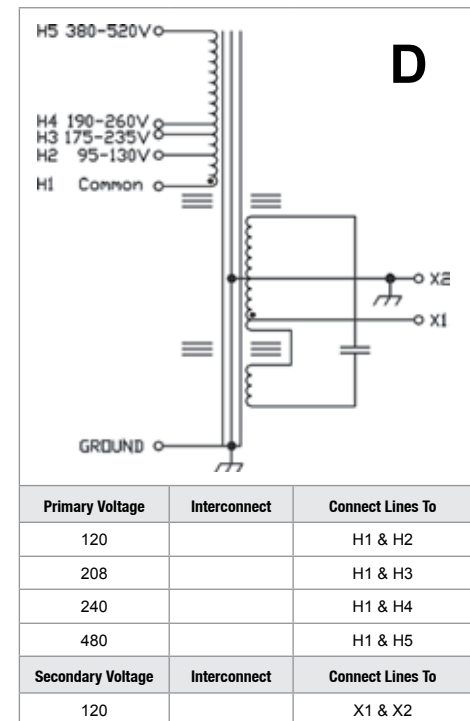 H5 380-520V
D
H4 190-260V
H3 175-235V
H2 95-130V
H1 Common
X2
X1
GROUND
Primary Voltage Interconnect Connect Lines To
120 H1 & H2
208 H1 & H3
240 H1 & H4
480 H1 & H5
Secondary Voltage Interconnect Connect Lines To
120 X1 & X2